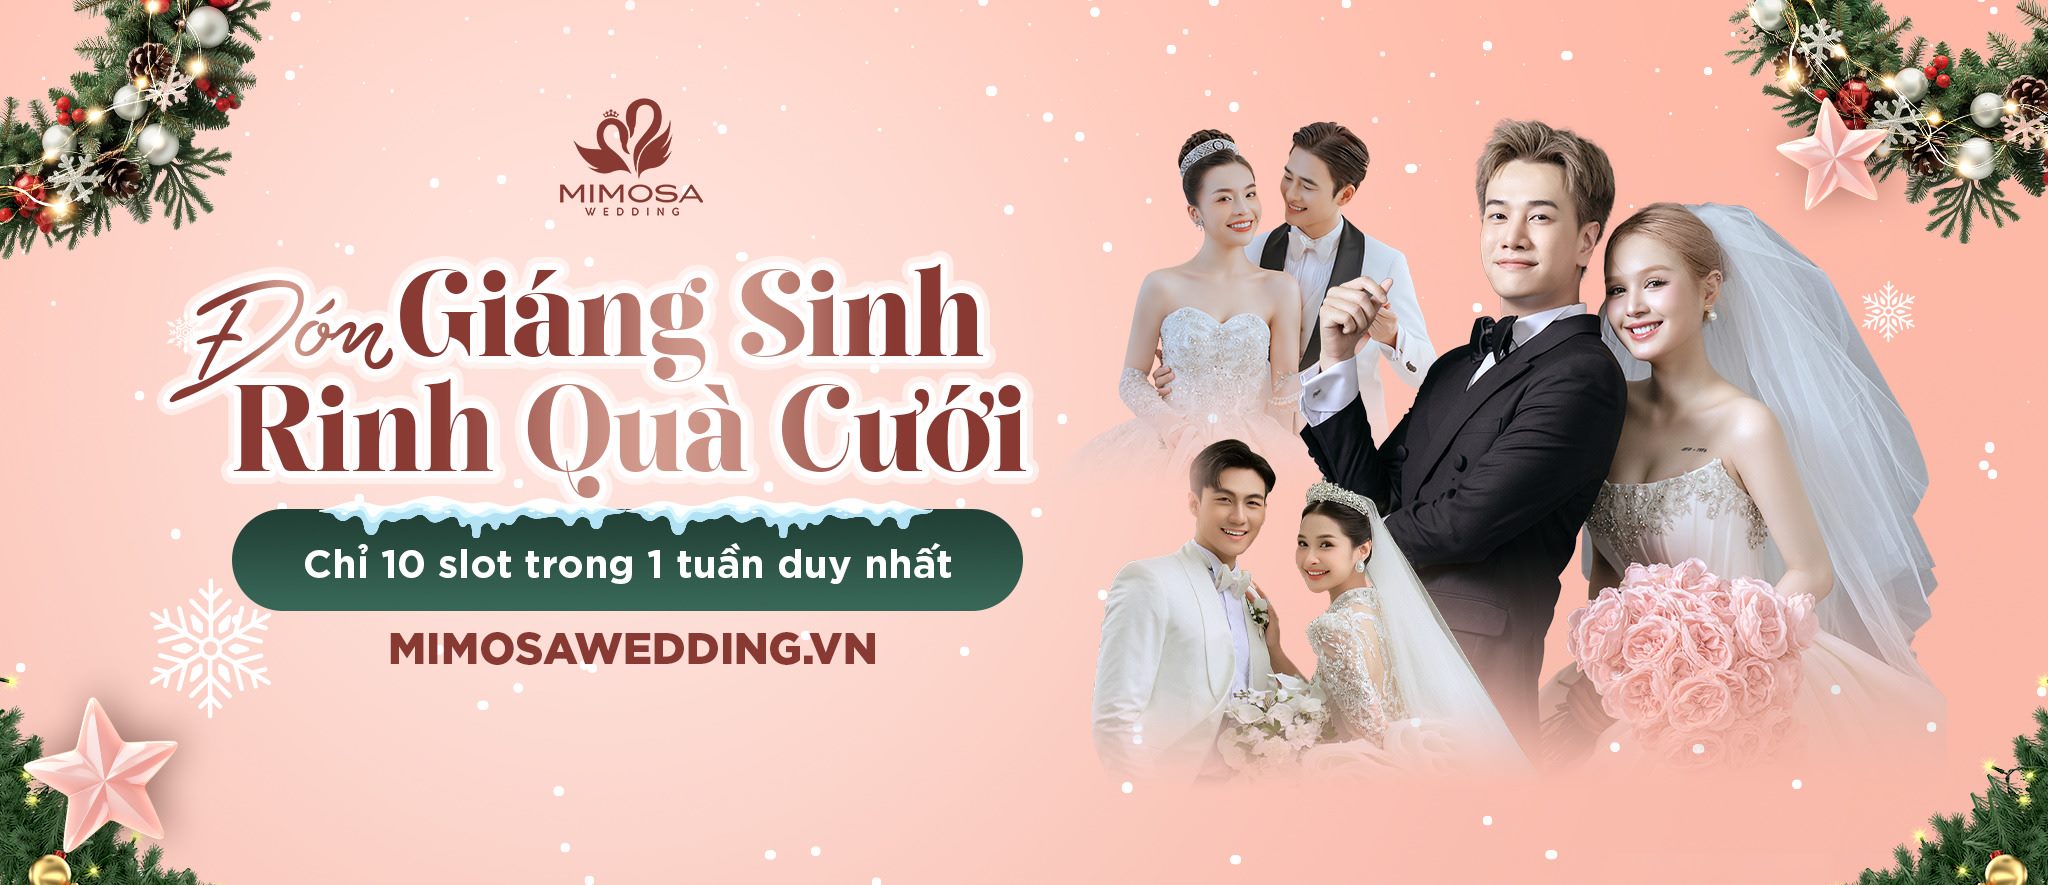 MIMOSA
WEDDING
Đón Giáng Sinh
Rinh Quà Cưới
Chỉ 10 slot trong 1 tuần duy nhất
MIMOSAWEDDING.VN